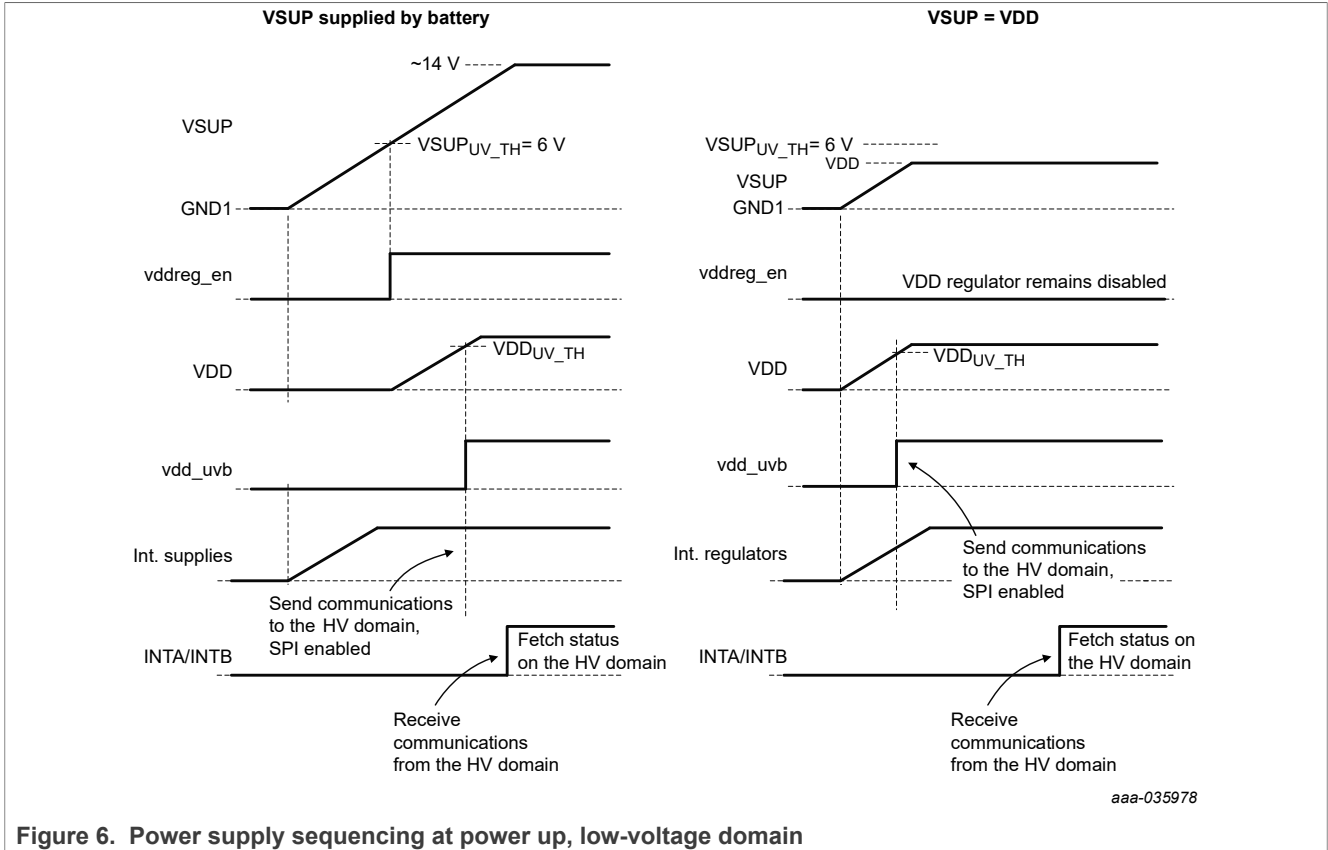 VSUP supplied by battery
~14 V
VSUP
VSUPUV_TH= 6 V
GND1
vddreg_en
VDDUV_TH
VDD
vdd_uvb
Int. supplies
Send communications
to the HV domain,
SPI enabled
INTA/INTB
Fetch status
on the HV domain
Receive
communications
from the HV domain
VSUP = VDD
VSUPUV_TH= 6 V
VDD
VSUP
GND1
vddreg_en
VDD regulator remains disabled
VDDUV_TH
VDD
vdd_uvb
Int. regulators
Send communications
to the HV domain,
SPI enabled
INTA/INTB
Fetch status on
the HV domain
Receive
communications
from the HV domain
aaa-035978
Figure 6. Power supply sequencing at power up, low-voltage domain